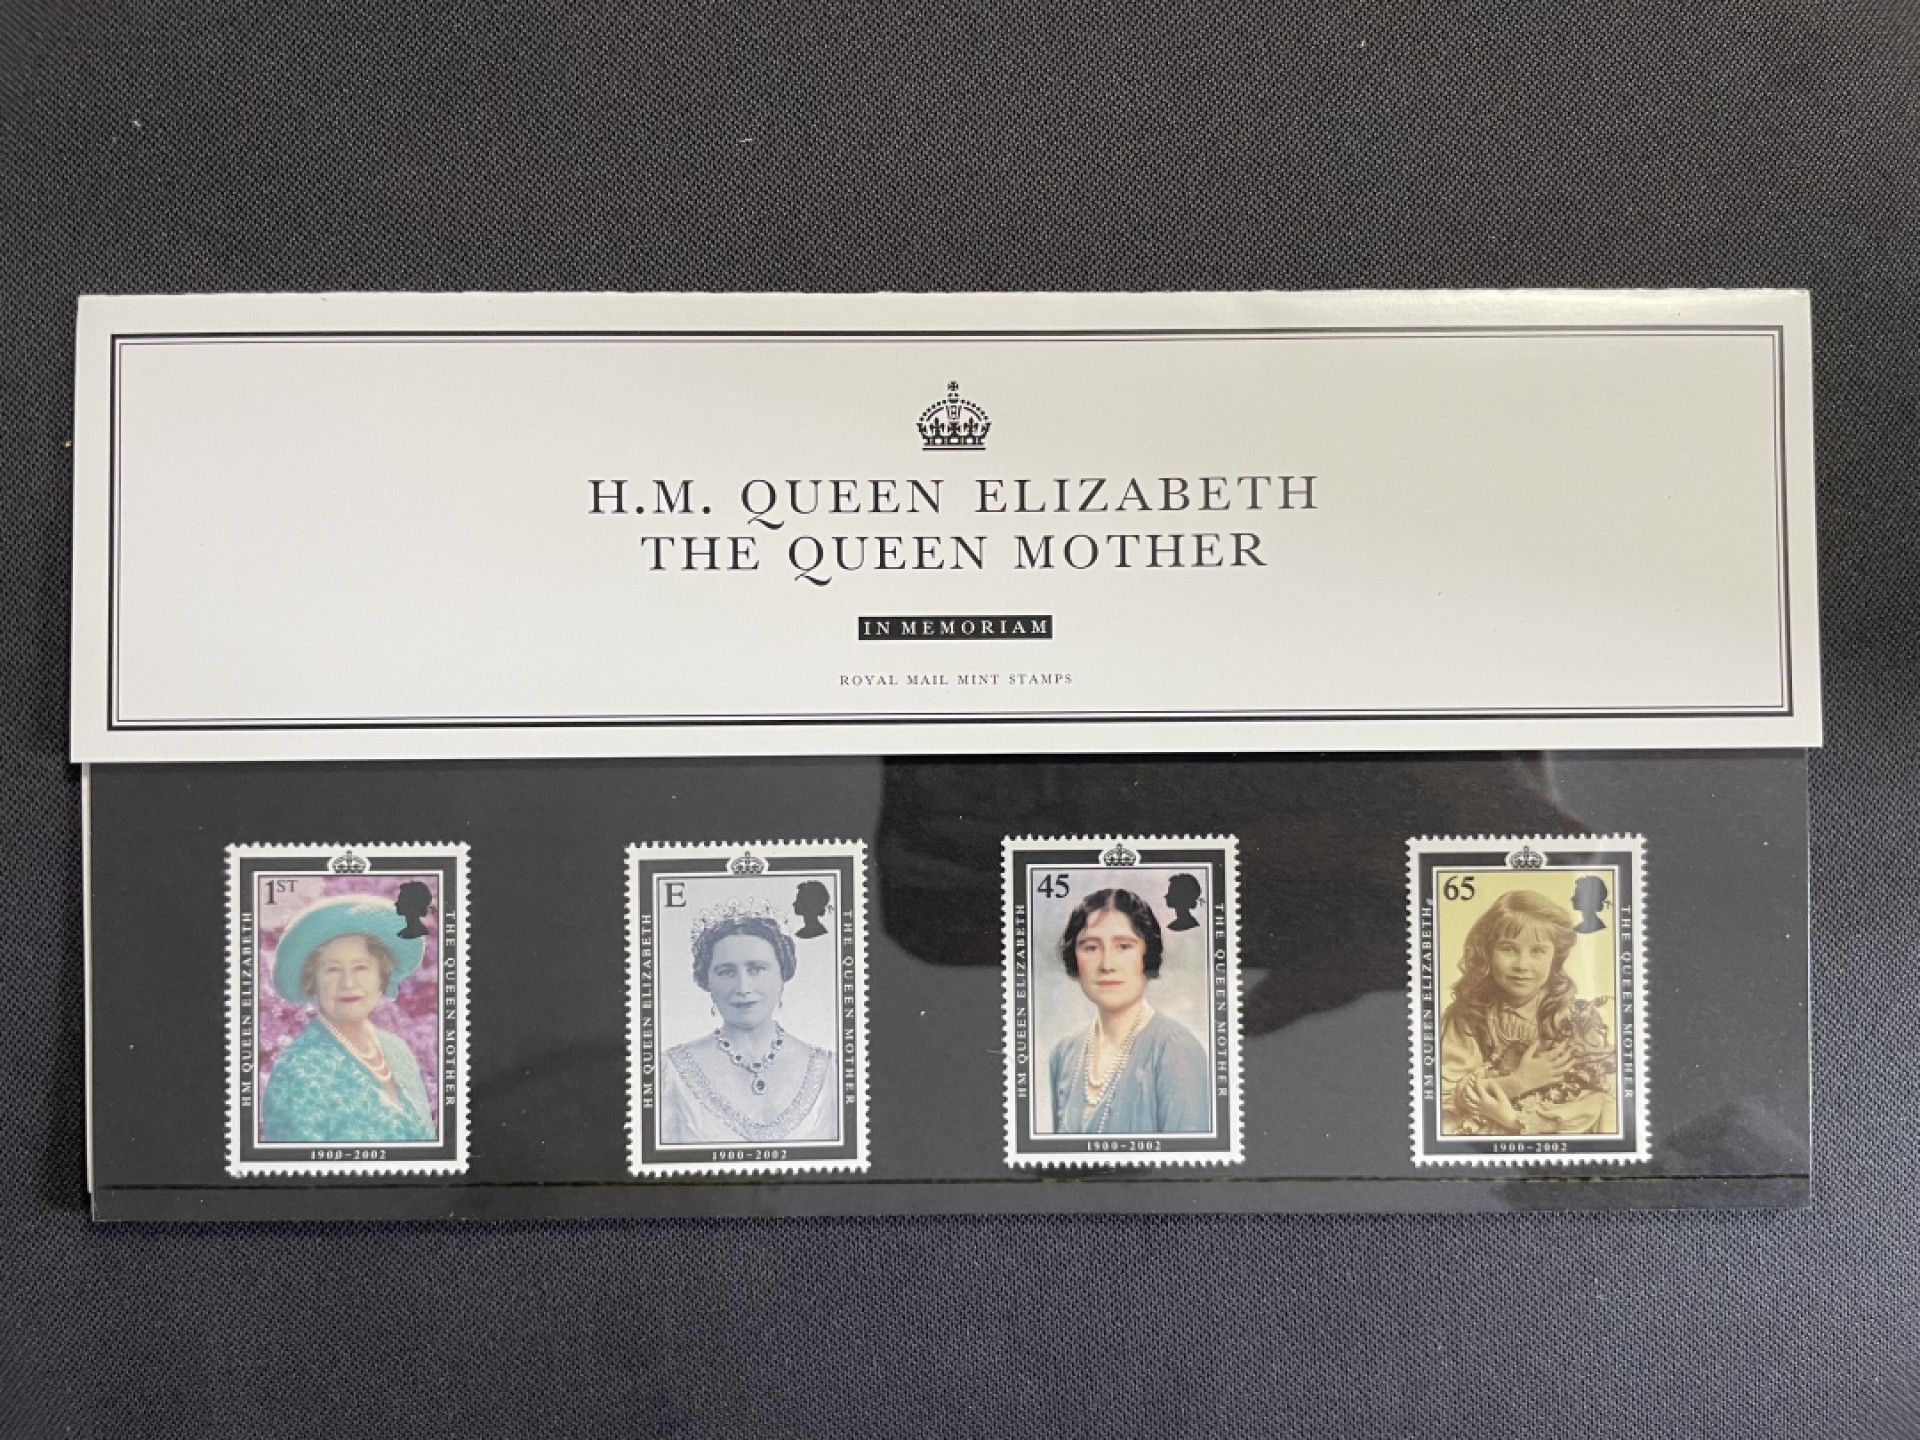 H.M. QUEEN ELIZABETH
THE QUEEN MOTHER
IN MEMORIAM
ROYAL MAIL MINT STAMPS
1ST
HM QUEEN ELIZABETH
THE QUEEN MOTHER
1900-2002
E
HM QUEEN ELIZABETH
THE QUEEN MOTHER
1900-2002
45
HM QUEEN ELIZABETH
THE QUEEN MOTHER
1900-2002
65
HM QUEEN ELIZABETH
THE QUEEN MOTHER
1900-2002